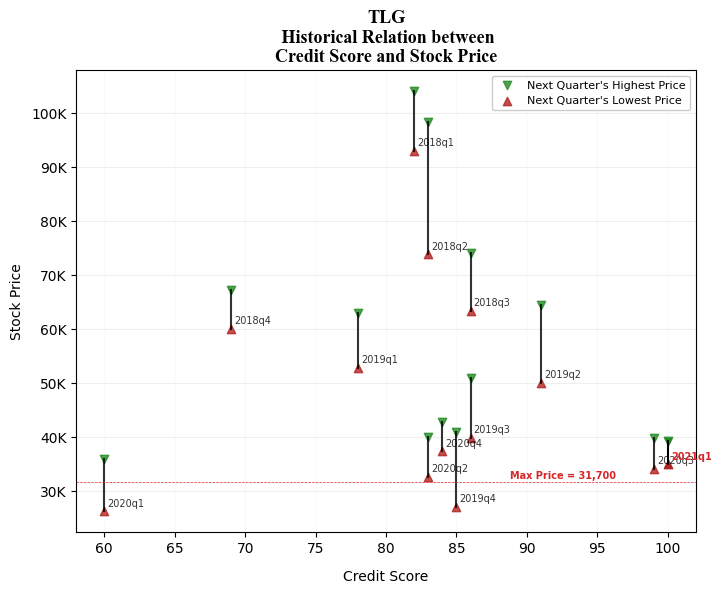 TLG
Historical Relation between
Credit Score and Stock Price
Next Quarter's Highest Price
Next Quarter's Lowest Price
Stock Price
100K
90K
80K
70K
60K
50K
40K
30K
2018q1
2018q2
2018q3
2018q4
2019q1
2019q2
2019q3
2020q4
2021q1
2020q3
2020q2
Max Price = 31,700
2019q4
2020q1
60
65
70
75
80
85
90
95
100
Credit Score